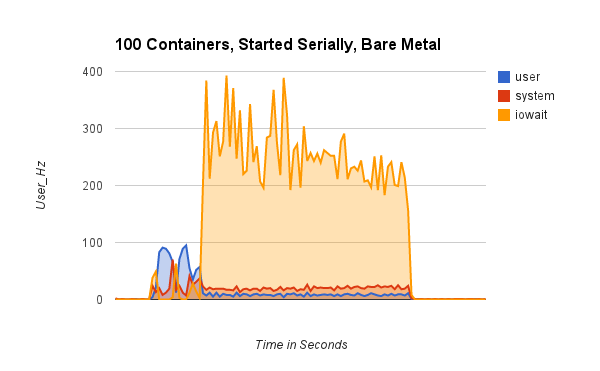 100 Containers, Started Serially, Bare Metal
400
300
200
100
0
User_Hz
Time in Seconds
user
system
iowait